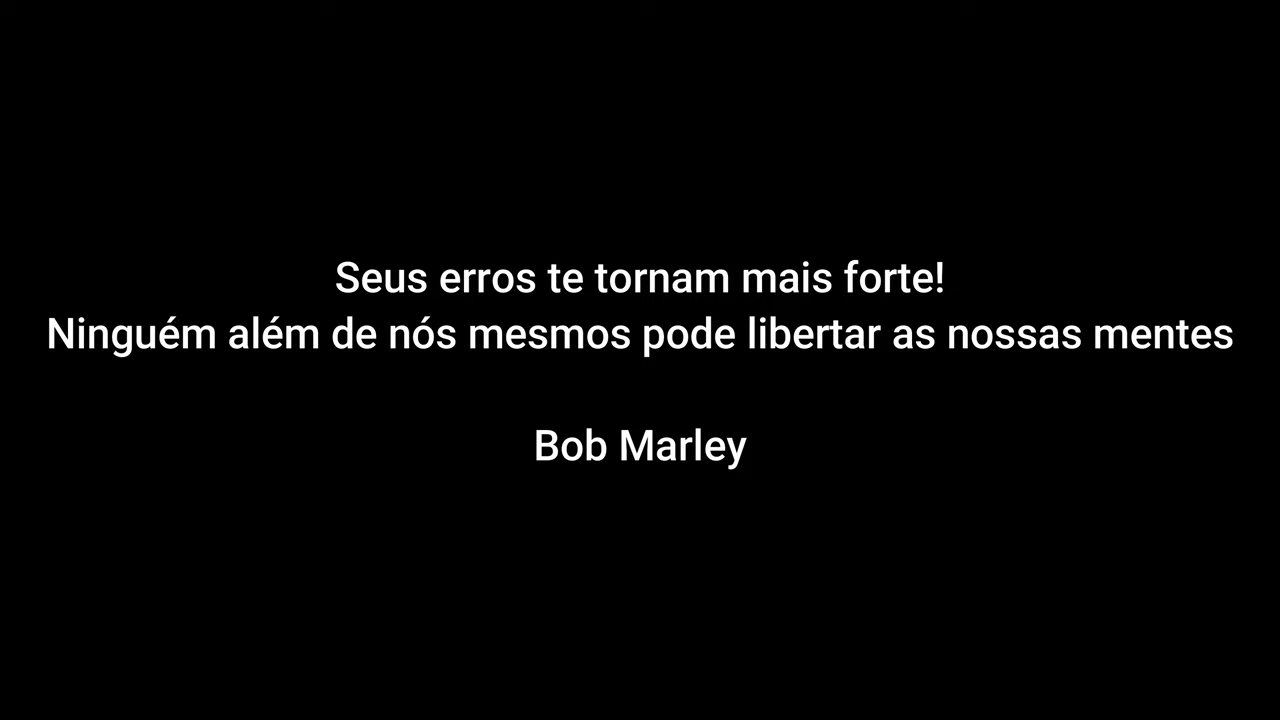 Seus erros te tornam mais forte!
Ninguém além de nós mesmos pode libertar as nossas mentes
Bob Marley